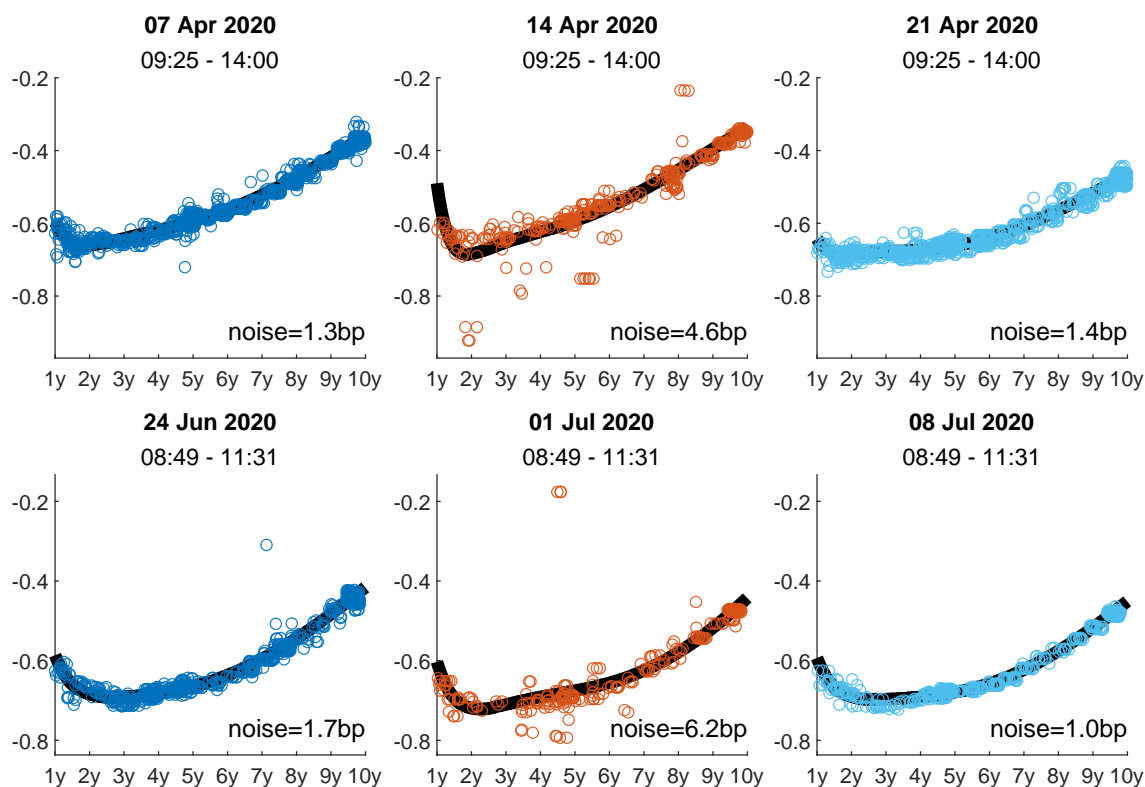 07 Apr 2020 14 Apr 2020 21 Apr 2020
09:25 - 14:00 09:25 - 14:00 09:25 - 14:00
-0.2 -0.2 -0.2
-0.4 -0.4 -0.4
-0.6 -0.6 -0.6
-0.8 -0.8 -0.8
noise=1.3bp noise=4.6bp noise=1.4bp
1y 2y 3y 4y 5y 6y 7y 8y 9y 10y 1y 2y 3y 4y 5y 6y 7y 8y 9y 10y 1y 2y 3y 4y 5y 6y 7y 8y 9y 10y
24 Jun 2020 01 Jul 2020 08 Jul 2020
08:49 - 11:31 08:49 - 11:31 08:49 - 11:31
-0.2 -0.2 -0.2
-0.4 -0.4 -0.4
-0.6 -0.6 -0.6
noise=1.7bp noise=6.2bp noise=1.0bp
-0.8 -0.8 -0.8
1y 2y 3y 4y 5y 6y 7y 8y 9y 10y 1y 2y 3y 4y 5y 6y 7y 8y 9y 10y 1y 2y 3y 4y 5y 6y 7y 8y 9y 10y